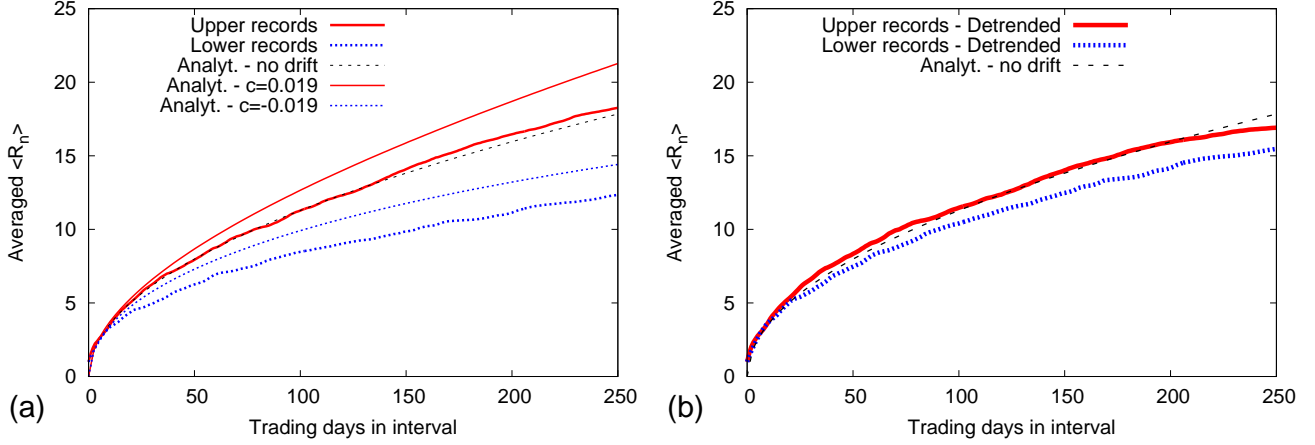 Averaged <Rn>
25
20
15
10
5
0
Upper records
Lower records
Analyt. - no drift
Analyt. - c=0.019
Analyt. - c=-0.019
0 50 100 150 200 250
Trading days in interval
(a)
Averaged <Rn>
25
20
15
10
5
0
Upper records - Detrended
Lower records - Detrended
Analyt. - no drift
0 50 100 150 200 250
Trading days in interval
(b)